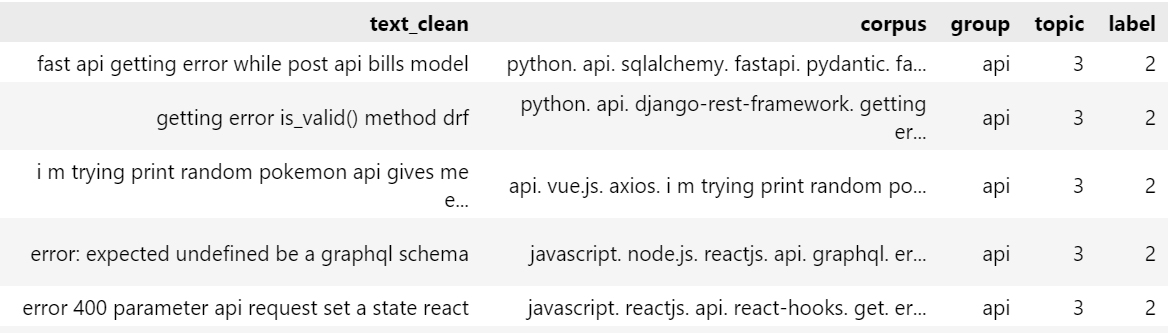 text_clean corpus group topic label
fast api getting error while post api bills model python. api. sqlalchemy. fastapi. pydantic. fa... api 3 2
getting error is_valid() method drf python. api. django-rest-framework. getting er... api 3 2
i m trying print random pokemon api gives me e... api. vue.js. axios. i m trying print random po... api 3 2
error: expected undefined be a graphql schema javascript. node.js. reactjs. api. graphql. er... api 3 2
error 400 parameter api request set a state react javascript. reactjs. api. react-hooks. get. er... api 3 2